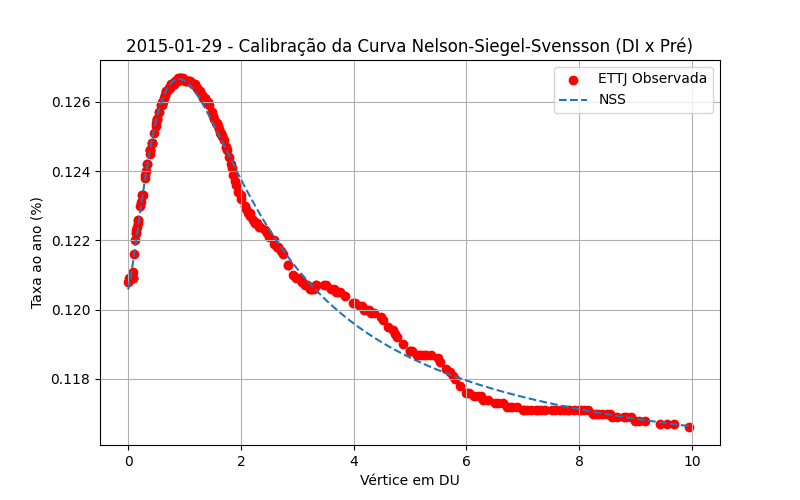 2015-01-29 - Calibração da Curva Nelson-Siegel-Svensson (DI x Pré)
ETTJ Observada
NSS
Taxa ao ano (%)
0.126
0.124
0.122
0.120
0.118
0 2 4 6 8 10
Vértice em DU